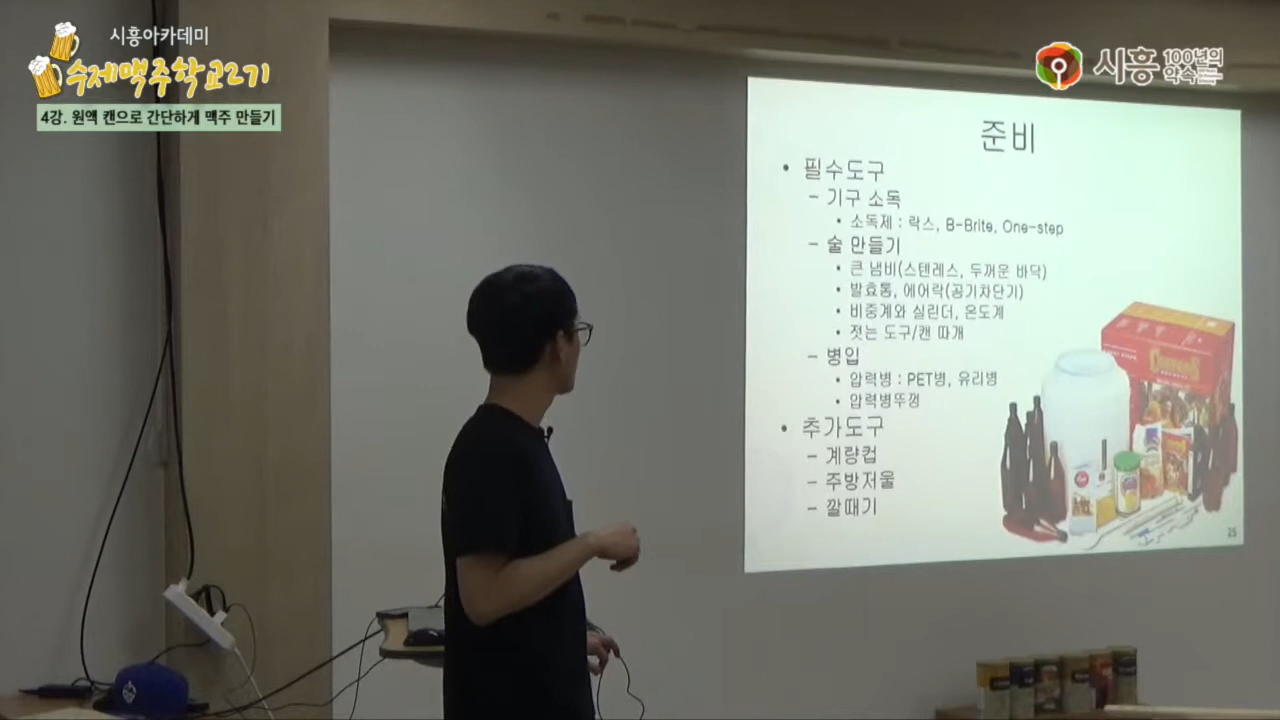 시흥아카데미
수제맥주학교2기
4강. 원액 캔으로 간단하게 맥주 만들기
시흥 100년의 약속
준비
• 필수도구
– 기구 소독
• 소독제 : 락스, B-Brite, One-step
– 술 만들기
• 큰 냄비(스텐레스, 두꺼운 바닥)
• 발효통, 에어락(공기차단기)
• 비중계와 실린더, 온도계
• 젓는 도구/캔 따개
– 병입
• 압력병 : PET병, 유리병
• 압력병뚜껑
• 추가도구
– 계량컵
– 주방저울
– 깔때기
25